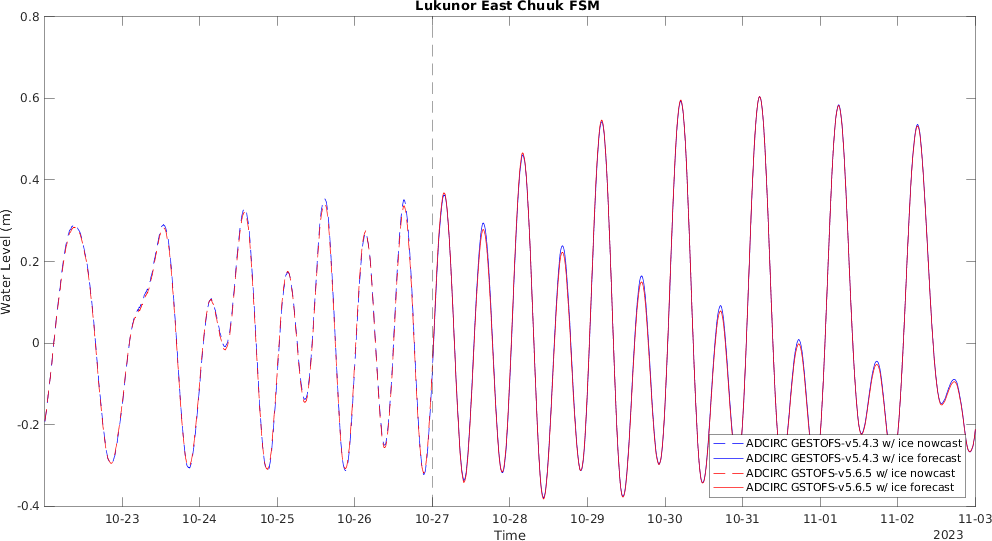 Lukunor East Chuuk FSM
0.8
0.6
0.4
0.2
0
-0.2
-0.4
Water Level (m)
ADCIRC GESTOFS-v5.4.3 w/ ice nowcast
ADCIRC GESTOFS-v5.4.3 w/ ice forecast
ADCIRC GSTOFS-v5.6.5 w/ ice nowcast
ADCIRC GSTOFS-v5.6.5 w/ ice forecast
10-23 10-24 10-25 10-26 10-27 10-28 10-29 10-30 10-31 11-01 11-02 11-03
Time
2023